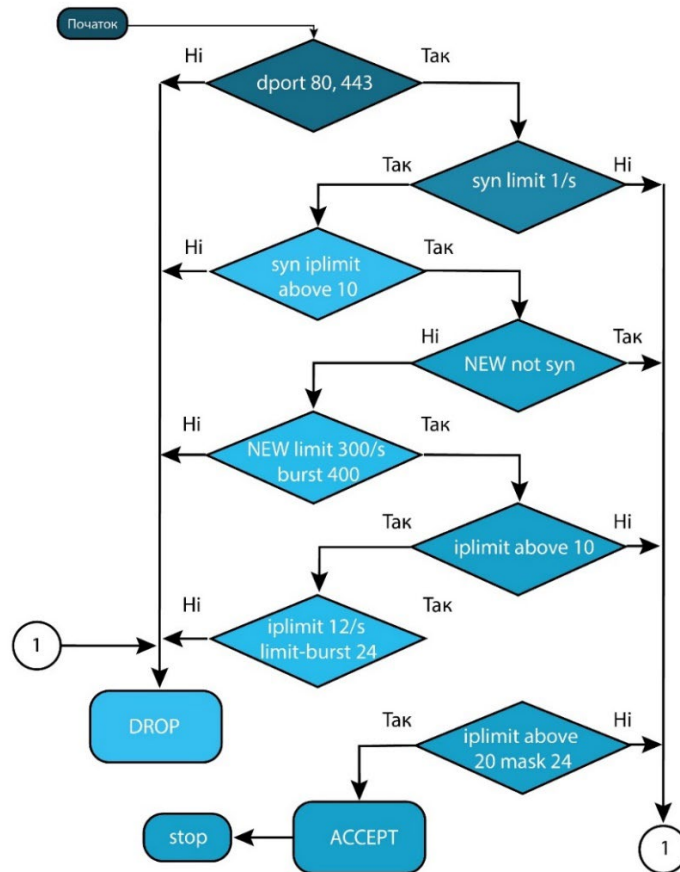 Початок
Ні
Так
dport 80, 443
Так
Ні
syn limit 1/s
Ні
Так
syn iplimit
above 10
Ні
Так
NEW not syn
Ні
Так
NEW limit 300/s
burst 400
Так
Ні
iplimit above 10
Ні
Так
iplimit 12/s
limit-burst 24
1
DROP
Так
Ні
iplimit above
20 mask 24
stop
ACCEPT
1